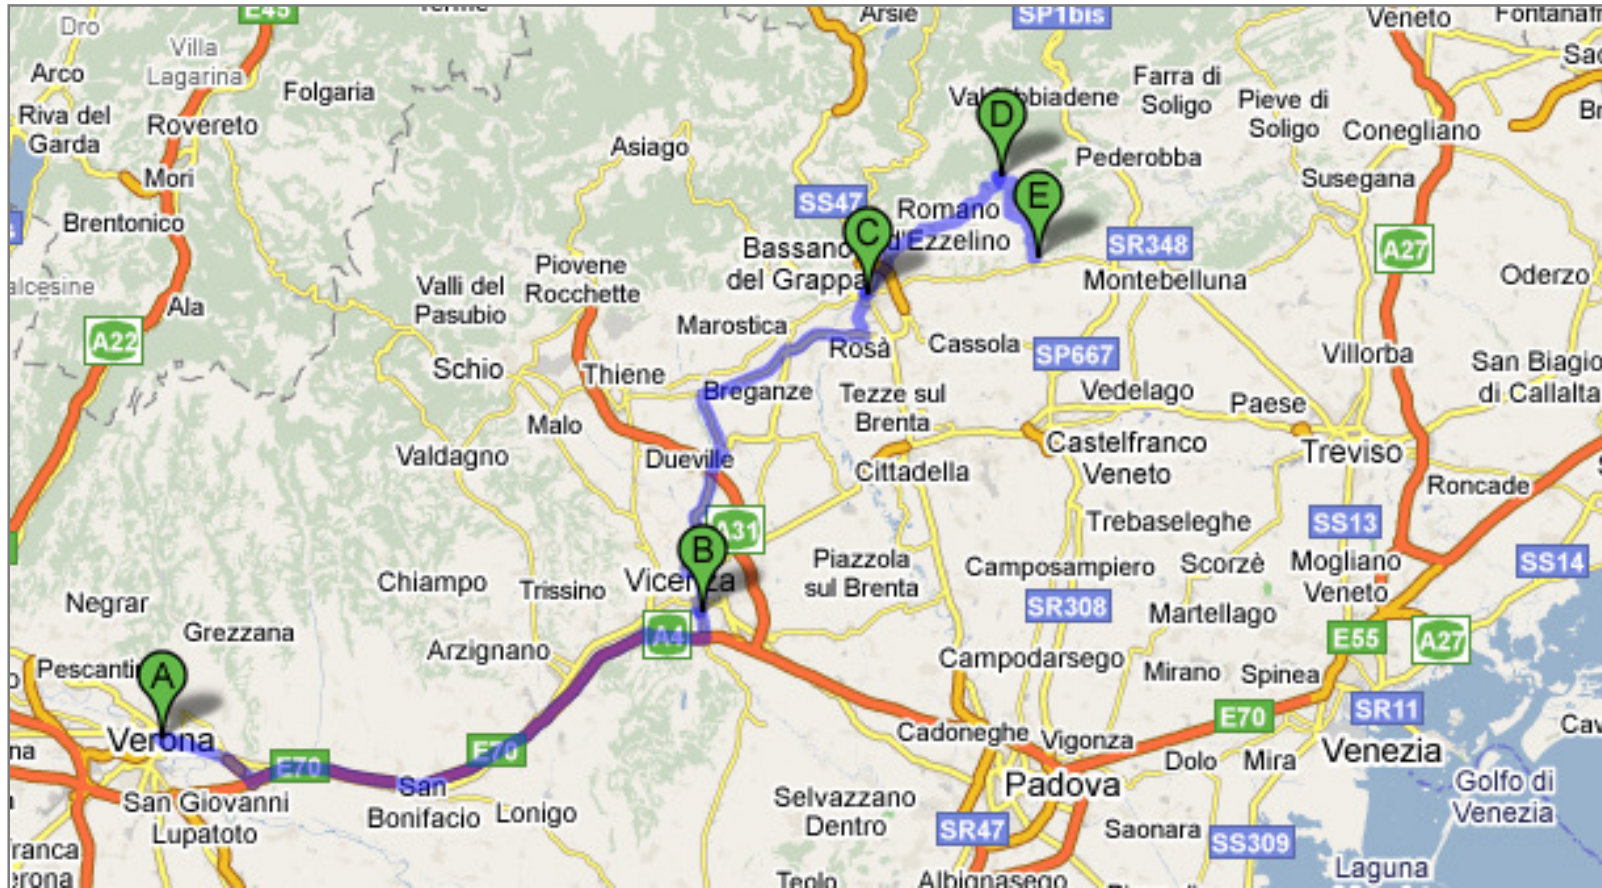 E45
SP1bis
Arsiè
Veneto
Dro
Villa
Lagarina
Arco
Folgaria
Riva del
Garda
Rovereto
Mori
Brentonico
Asiago
Farra di
Soligo
Pieve di
Soligo
Conegliano
D
Pederobba
Susegana
SS47
E
Romano
d'Ezzelino
C
Bassano
del Grappa
SR348
A27
Montebelluna
Oderzo
Piovene
Rocchette
Valli del
Pasubio
Ala
A22
Marostica
Rosà
Cassola
SP667
Villorba
San Biagio
di Callalta
Schio
Thiene
Breganze
Tezze sul
Brenta
Vedelago
Paese
Malo
Valdagno
Dueville
Cittadella
Castelfranco
Veneto
Treviso
Roncade
A31
B
Vicenza
Trebaseleghe
SS13
SS14
Piazzola
sul Brenta
Camposampiero
Scorzè
Mogliano
Veneto
Chiampo
Trissino
Negrar
SR308
Martellago
Grezzana
A4
E55
A27
Arzignano
Campodarsego
Mirano
Spinea
A
Verona
E70
E70
E70
SR11
Cadoneghe
Vigonza
Dolo
Mira
Venezia
San
Bonifacio
Lonigo
San Giovanni
Lupatoto
Padova
Golfo di
Venezia
Selvazzano
Dentro
SR47
Saonara
SS309
Laguna
Teolo
Albignasego